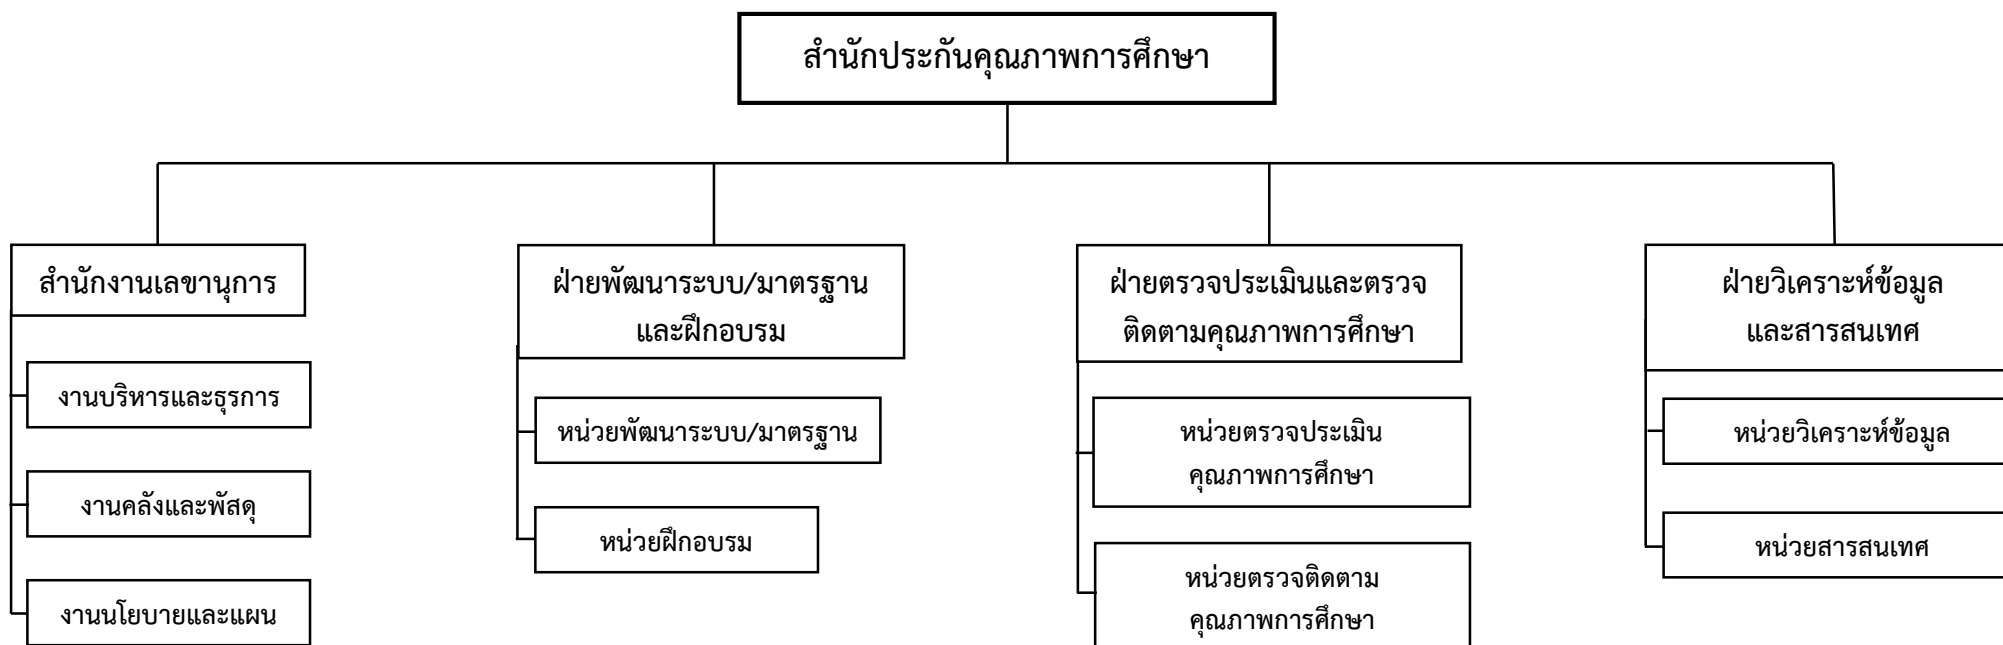 สำนักประกันคุณภาพการศึกษา
สำนักงานเลขานุการ
งานบริหารและธุรการ
งานคลังและพัสดุ
งานนโยบายและแผน
ฝ่ายพัฒนาระบบ/มาตรฐาน
และฝึกอบรม
หน่วยพัฒนาระบบ/มาตรฐาน
หน่วยฝึกอบรม
ฝ่ายตรวจประเมินและตรวจ
ติดตามคุณภาพการศึกษา
หน่วยตรวจประเมิน
คุณภาพการศึกษา
หน่วยตรวจติดตาม
คุณภาพการศึกษา
ฝ่ายวิเคราะห์ข้อมูล
และสารสนเทศ
หน่วยวิเคราะห์ข้อมูล
หน่วยสารสนเทศ